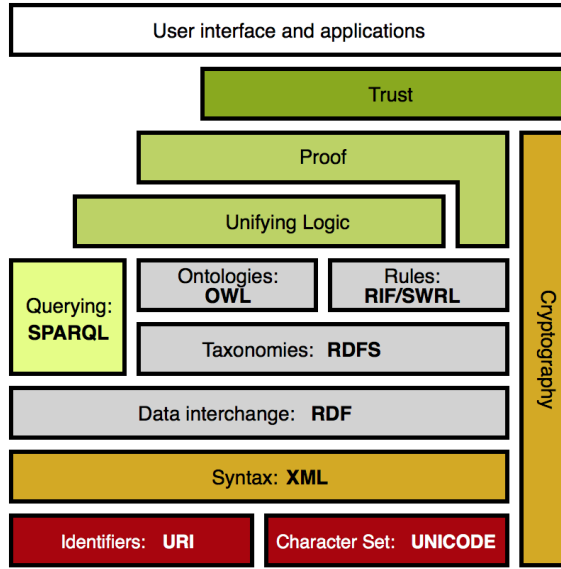 User interface and applications
Trust
Proof
Unifying Logic
Querying:
SPARQL
Ontologies:
OWL
Rules:
RIF/SWRL
Taxonomies: RDFS
Data interchange: RDF
Syntax: XML
Identifiers: URI
Character Set: UNICODE
Cryptography